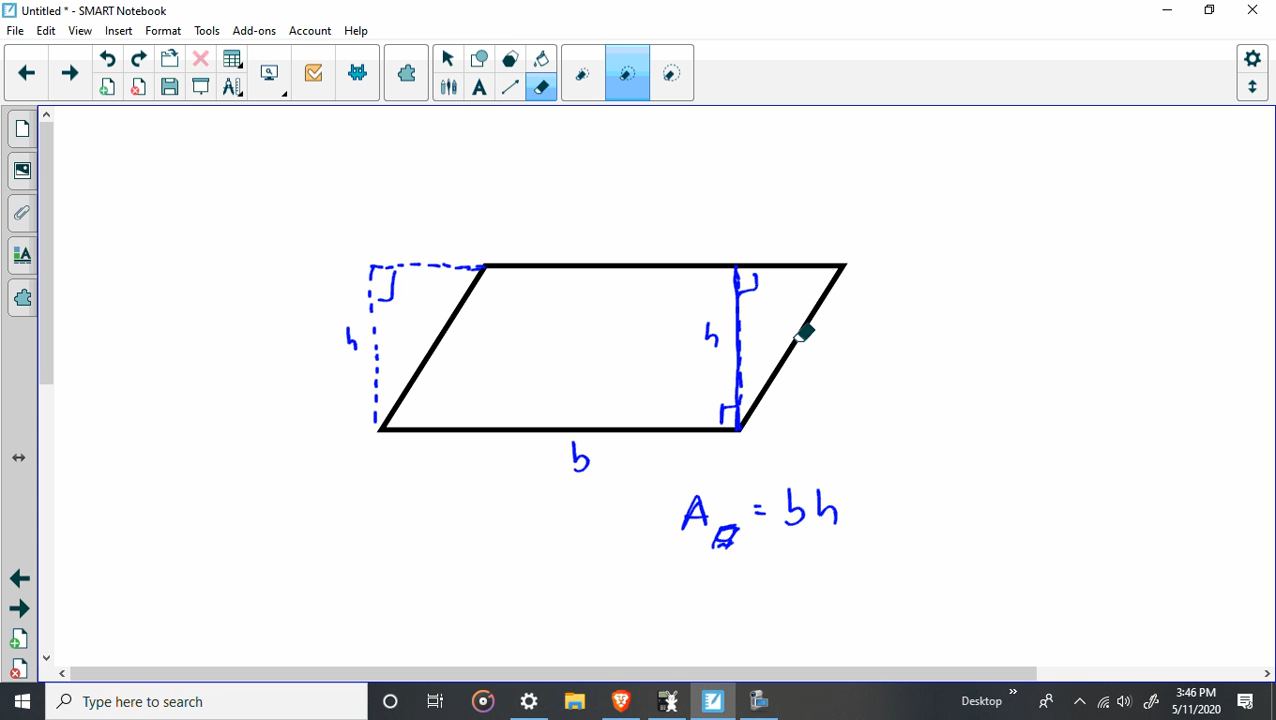 Untitled * - SMART Notebook
File Edit View Insert Format Tools Add-ons Account Help
h
h
b
A▱ = bh
Type here to search
Desktop
3:46 PM
5/11/2020